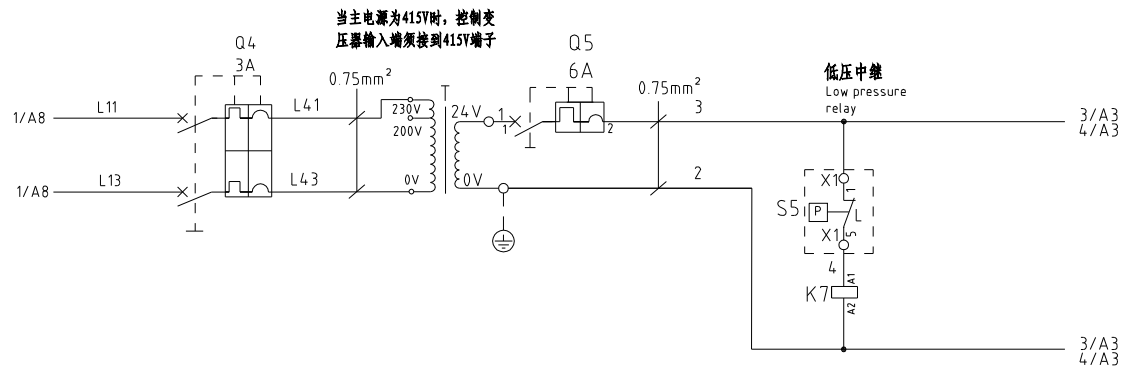 当主电源为415V时，控制变
压器输入端须接到415V端子
Q4
3A
Q5
6A
0.75mm²
0.75mm²
低压中继
Low pressure
relay
1/A8
L11
L41
230V
200V
24V
1
1
2
3
3/A3
4/A3
1/A8
L13
L43
0V
0V
2
X1
1
S5
P
L
X1
5
4
A1
K7
A2
3/A3
4/A3